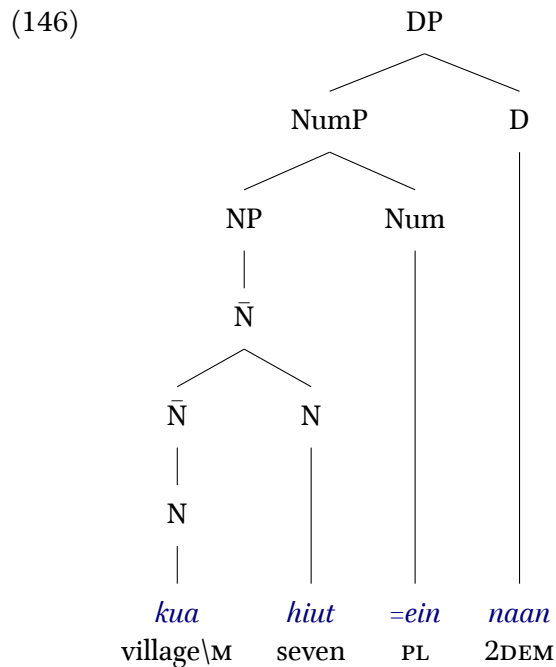 (146) DP
NumP D
NP Num
N̄
N̄ N
N
kua hiut =ein naan
village\M seven PL 2DEM